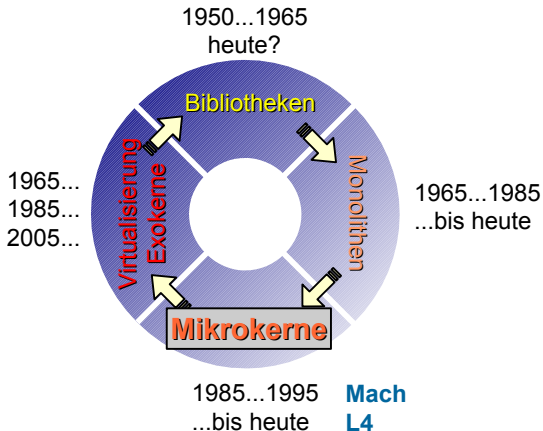 1950...1965
heute?
Bibliotheken
Monolithen
1965...1985
...bis heute
Mikrokerne
1985...1995 Mach
...bis heute L4
Virtualisierung
Exokerne
1965...
1985...
2005...